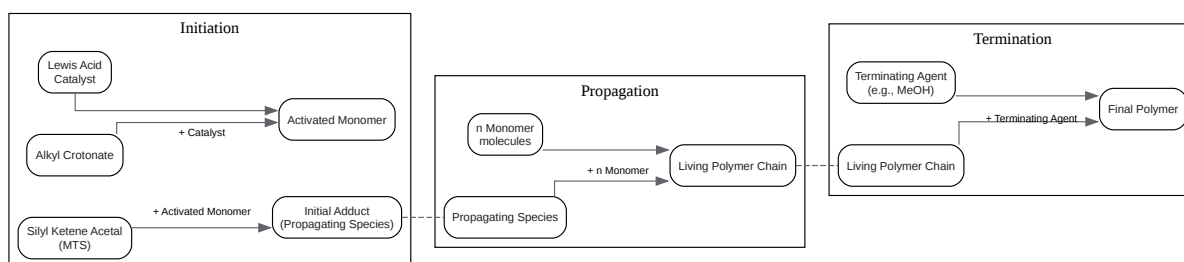 Initiation
Lewis Acid
Catalyst
Activated Monomer
+ Catalyst
Alkyl Crotonate
Silyl Ketene Acetal
(MTS)
+ Activated Monomer
Initial Adduct
(Propagating Species)
Propagation
n Monomer
molecules
+ n Monomer
Living Polymer Chain
Propagating Species
Termination
Terminating Agent
(e.g., MeOH)
Final Polymer
+ Terminating Agent
Living Polymer Chain